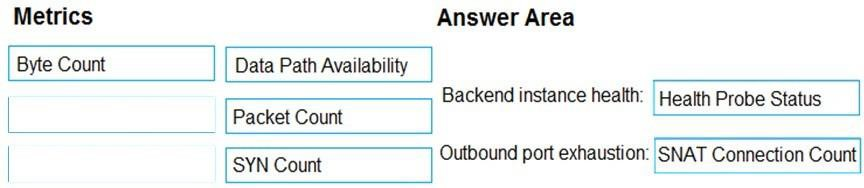 Metrics
Answer Area
Byte Count
Data Path Availability
Packet Count
SYN Count
Backend instance health: Health Probe Status
Outbound port exhaustion: SNAT Connection Count